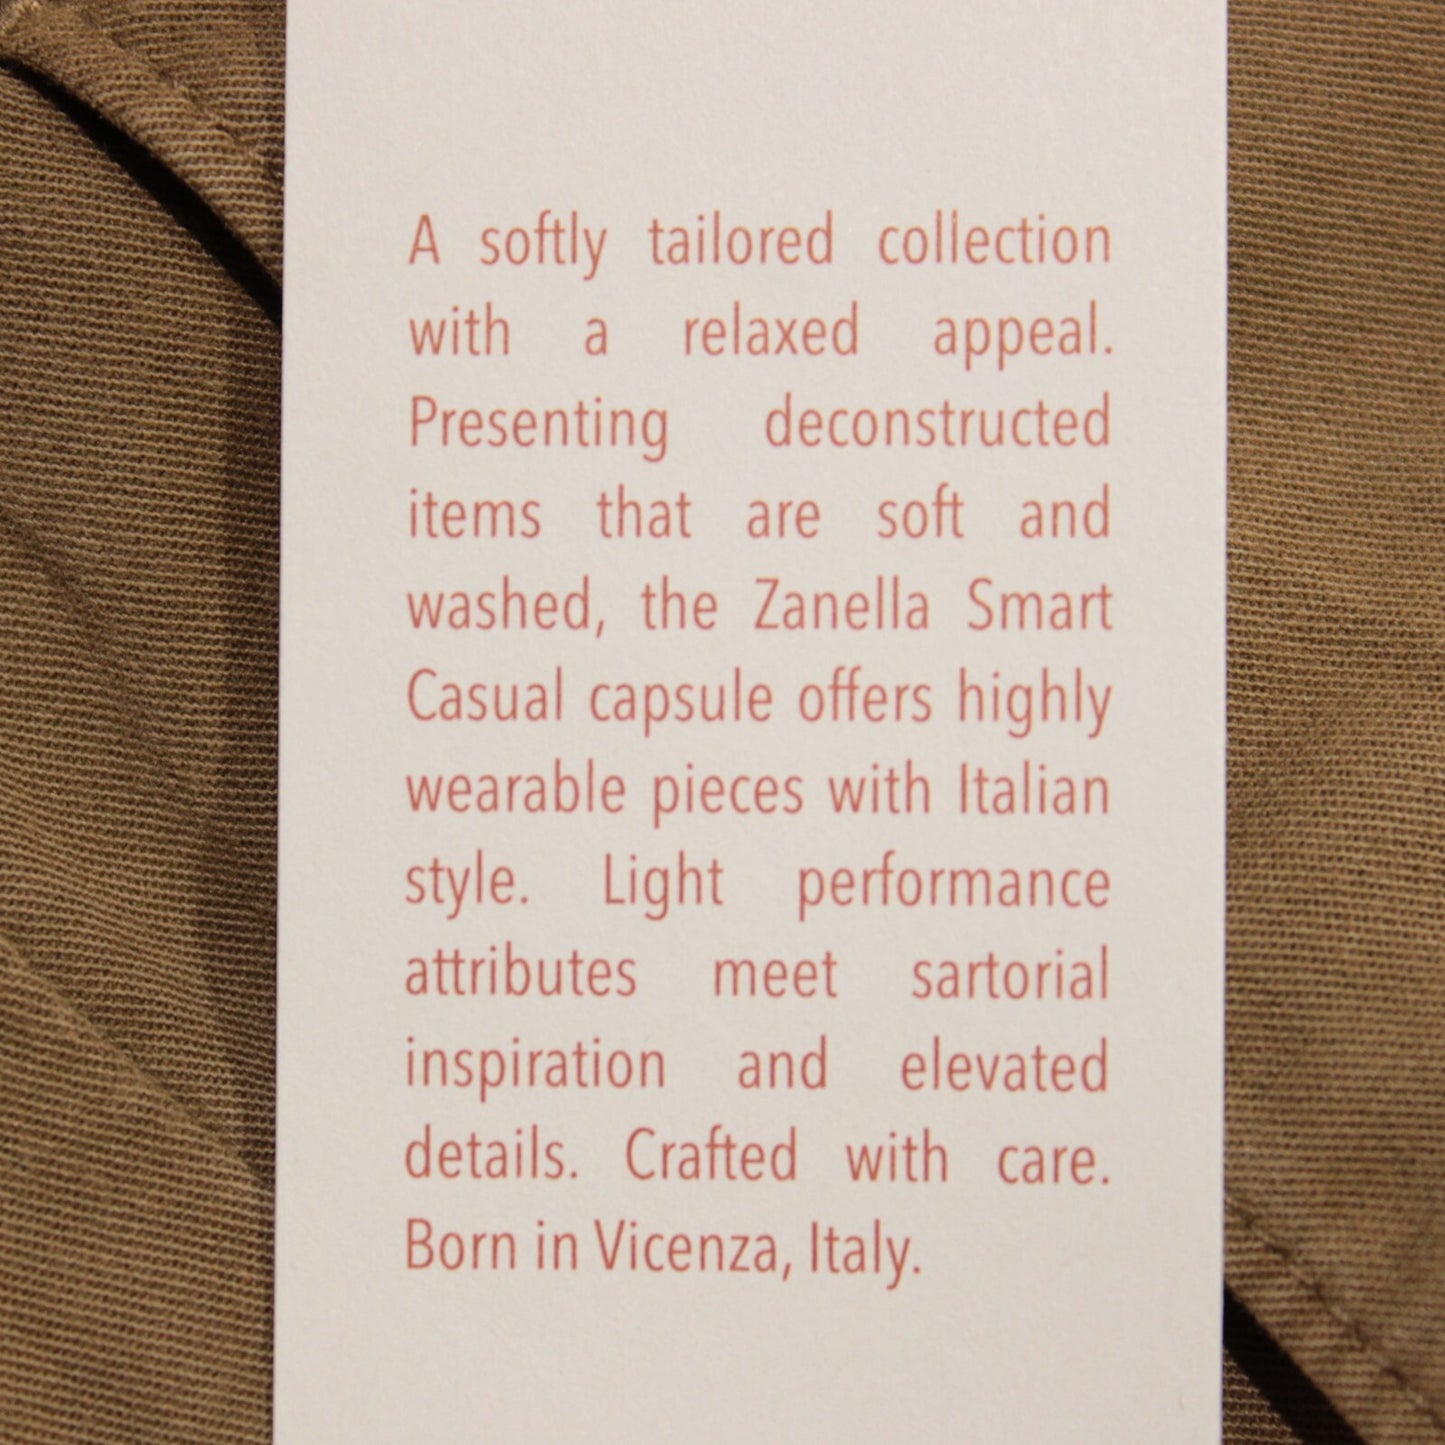 A softly tailored collection
with a relaxed appeal.
Presenting deconstructed
items that are soft and
washed, the Zanella Smart
Casual capsule offers highly
wearable pieces with Italian
style. Light performance
attributes meet sartorial
inspiration and elevated
details. Crafted with care.
Born in Vicenza, Italy.